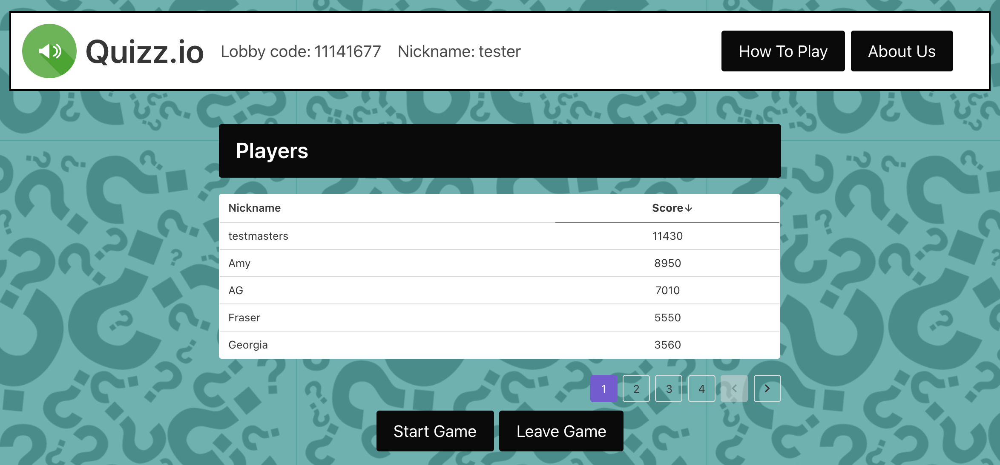 Quizz.io Lobby code: 11141677 Nickname: tester How To Play About Us
Players
Nickname Score↓
testmasters 11430
Amy 8950
AG 7010
Fraser 5550
Georgia 3560
1 2 3 4
Start Game Leave Game